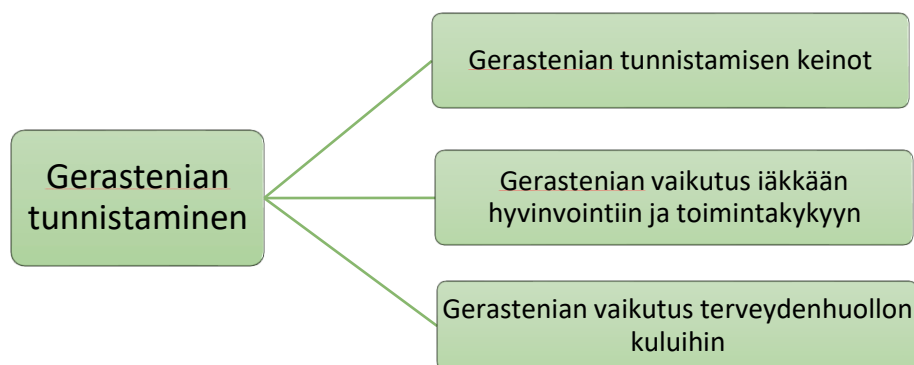 Gerastenian tunnistamisen keinot
Gerastenian
tunnistaminen
Gerastenian vaikutus iäkkään
hyvinvointiin ja toimintakykyyn
Gerastenian vaikutus terveydenhuollon
kuluihin